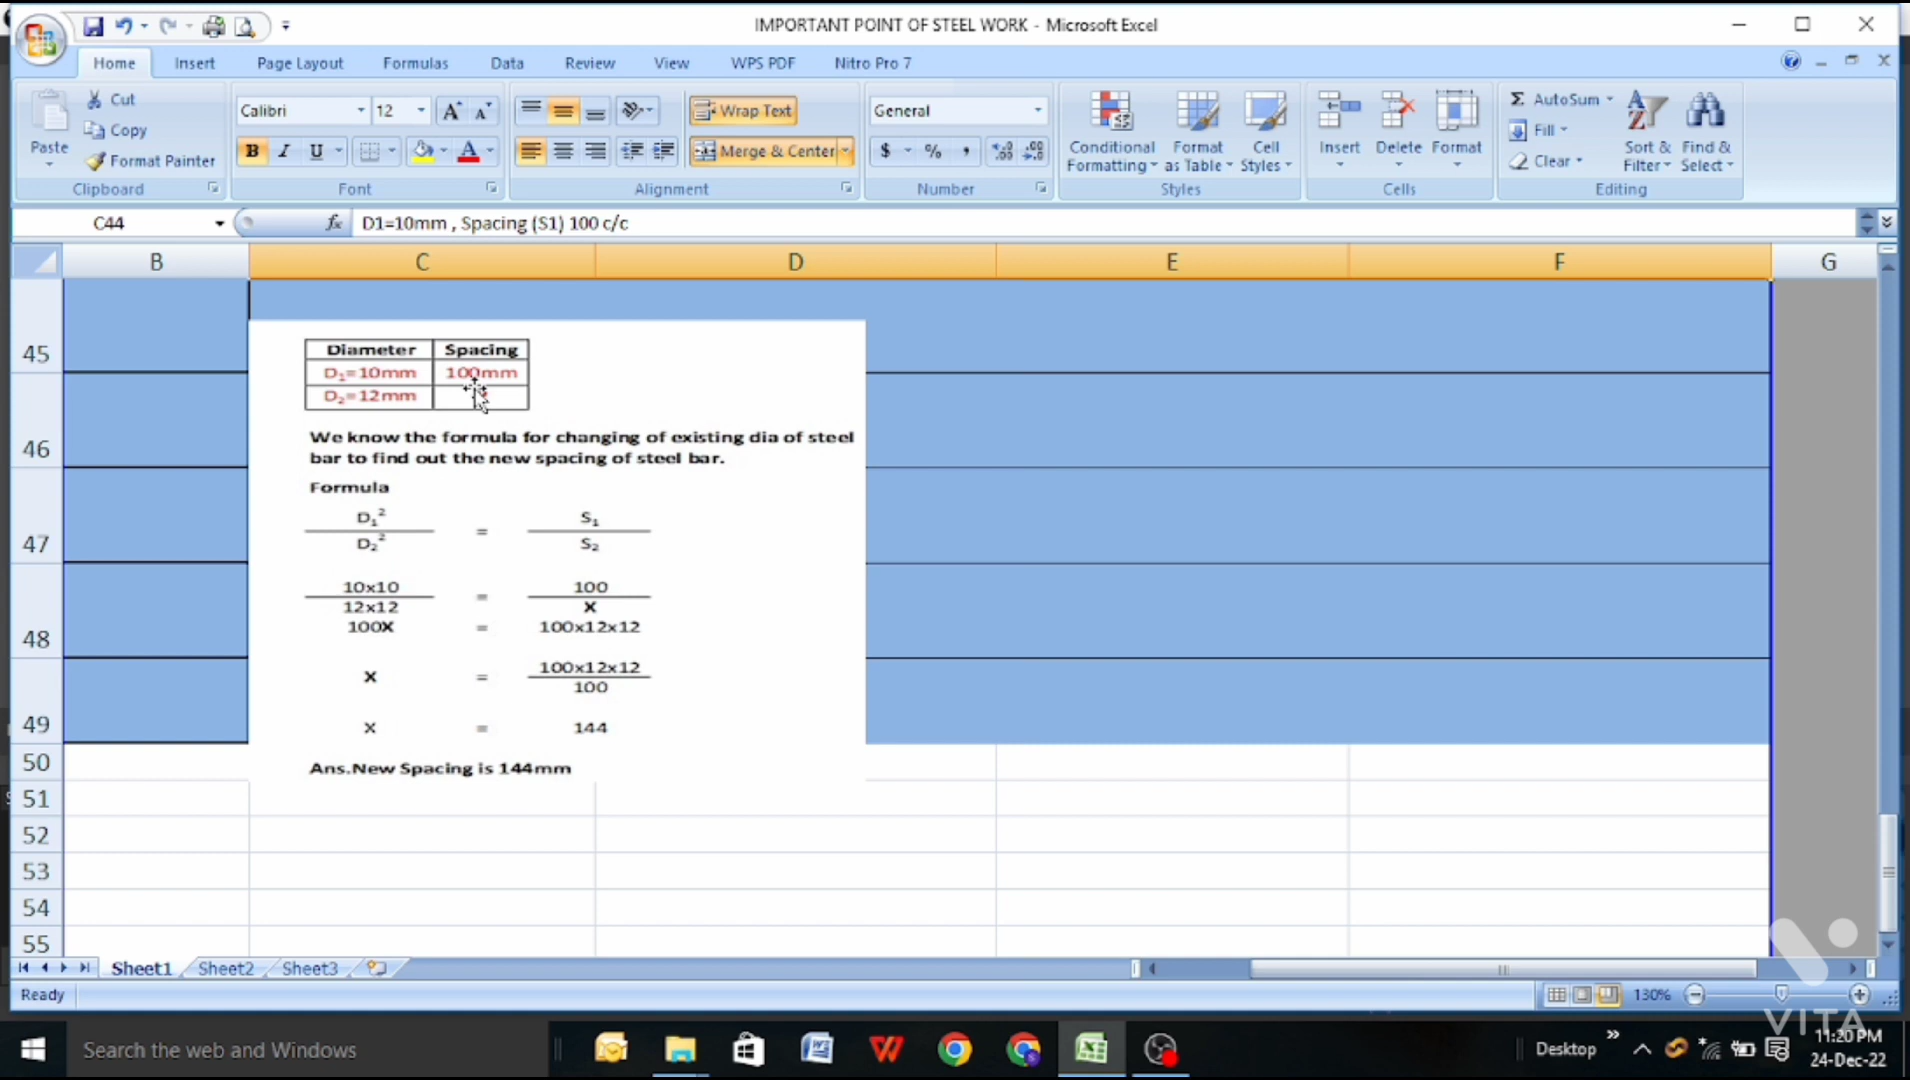 IMPORTANT POINT OF STEEL WORK - Microsoft Excel
Home Insert Page Layout Formulas Data Review View WPS PDF Nitro Pro 7
Paste
Cut
Copy
Format Painter
Clipboard
Calibri 12
B I U
Font
Wrap Text
Merge & Center
Alignment
General
$ % ,
Number
Conditional Formatting
Format as Table
Cell Styles
Styles
Insert Delete Format
Cells
Σ AutoSum
Fill
Clear
Sort & Filter
Find & Select
Editing
C44 fx D1=10mm , Spacing (S1) 100 c/c
B C D E F G
45
46
47
48
49
50
51
52
53
54
55
Diameter Spacing
D₁=10mm 100mm
D₂=12mm
We know the formula for changing of existing dia of steel
bar to find out the new spacing of steel bar.
Formula
D₁² = S₁
D₂² S₂
10x10 = 100
12x12 X
100X = 100x12x12
X = 100x12x12
100
X = 144
Ans.New Spacing is 144mm
Sheet1 Sheet2 Sheet3
Ready 130%
VITA
Search the web and Windows
Desktop
11:20 PM
24-Dec-22